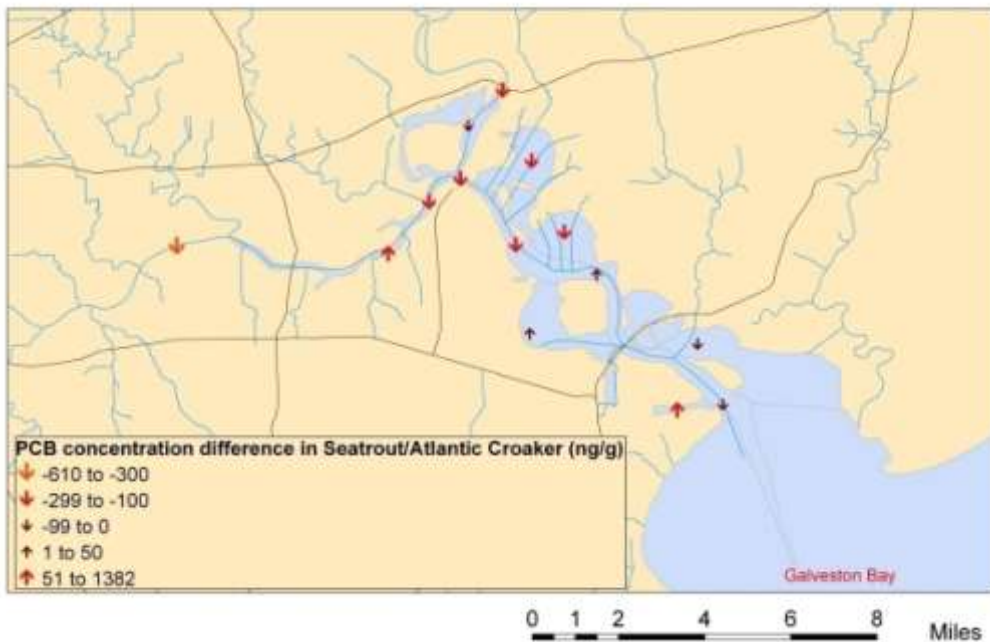 Galveston Bay
PCB concentration difference in Seatrout/Atlantic Croaker (ng/g)
-610 to -300
-299 to -100
-99 to 0
1 to 50
51 to 1382
0 1 2 4 6 8
Miles